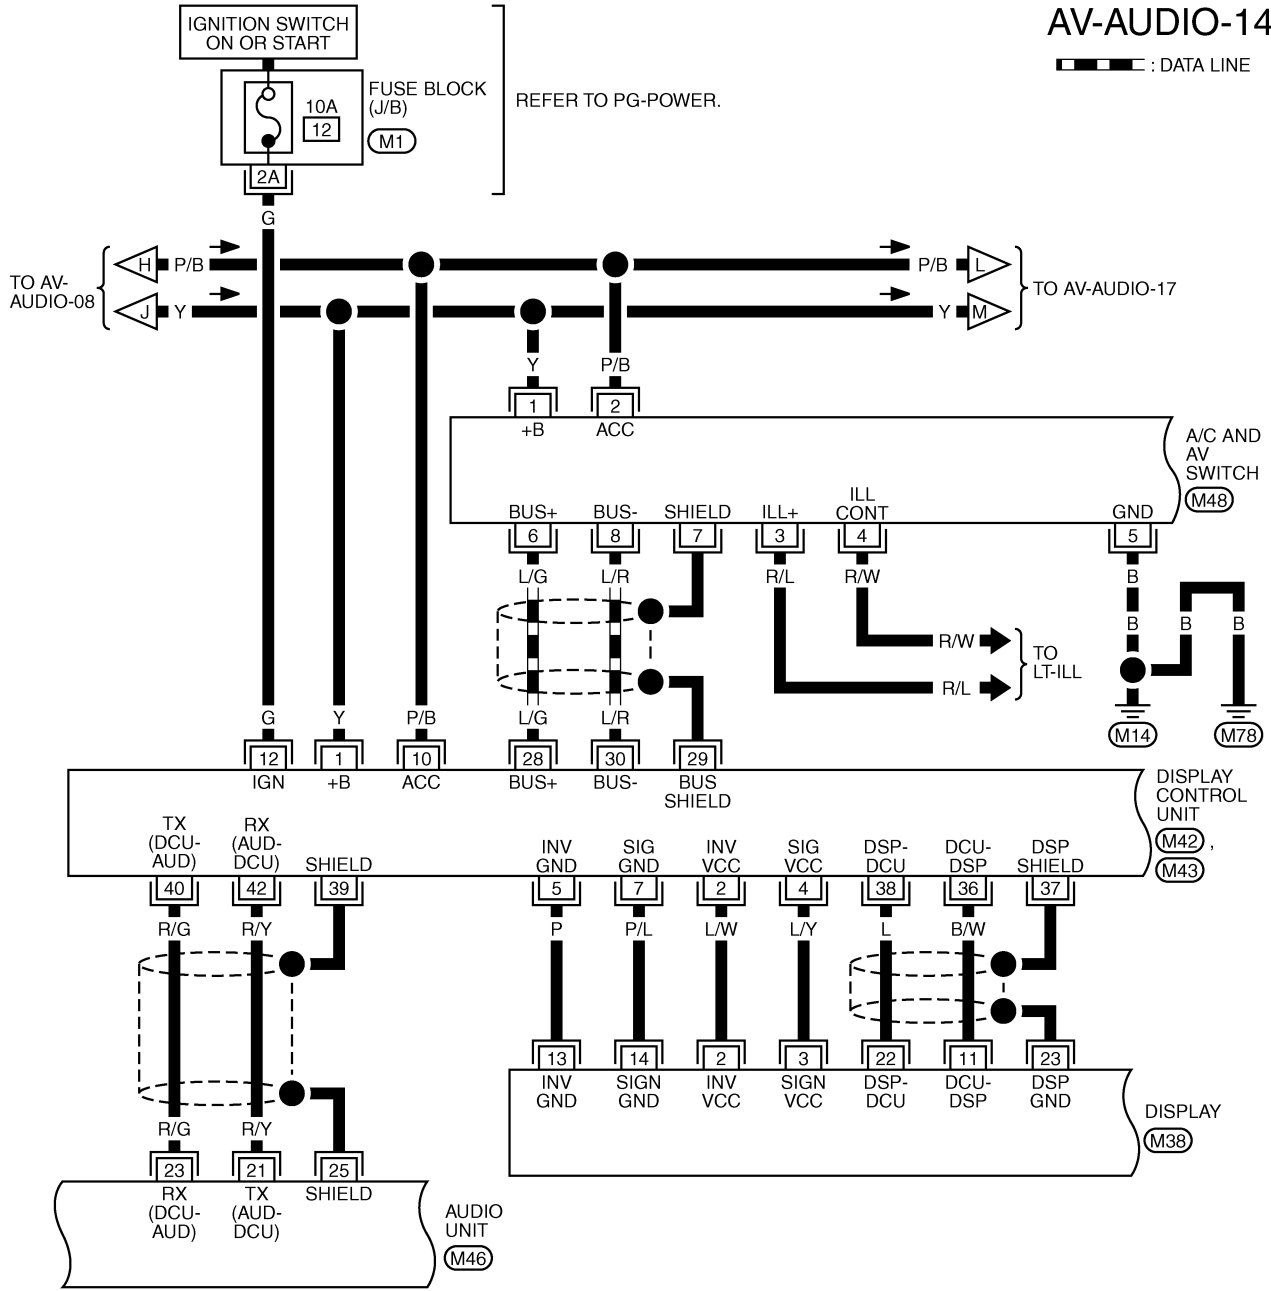 AV-AUDIO-14
: DATA LINE
IGNITION SWITCH
ON OR START
FUSE BLOCK
(J/B)
10A
12
M1
REFER TO PG-POWER.
2A
G
TO AV-
AUDIO-08
H
P/B
P/B
L
J
Y
Y
M
TO AV-AUDIO-17
Y
P/B
1
2
+B
ACC
A/C AND
AV
SWITCH
M48
BUS+
BUS-
SHIELD
ILL+
ILL
CONT
GND
6
8
7
3
4
5
L/G
L/R
R/L
R/W
B
B
B
B
R/W
R/L
TO
LT-ILL
M14
M78
G
Y
P/B
L/G
L/R
12
1
10
28
30
29
IGN
+B
ACC
BUS+
BUS-
BUS
SHIELD
DISPLAY
CONTROL
UNIT
M42 ,
M43
TX
(DCU-
AUD)
RX
(AUD-
DCU)
SHIELD
INV
GND
SIG
GND
INV
VCC
SIG
VCC
DSP-
DCU
DCU-
DSP
DSP
SHIELD
40
42
39
5
7
2
4
38
36
37
R/G
R/Y
P
P/L
L/W
L/Y
L
B/W
13
14
2
3
22
11
23
INV
GND
SIGN
GND
INV
VCC
SIGN
VCC
DSP-
DCU
DCU-
DSP
DSP
GND
DISPLAY
M38
R/G
R/Y
23
21
25
RX
(DCU-
AUD)
TX
(AUD-
DCU)
SHIELD
AUDIO
UNIT
M46